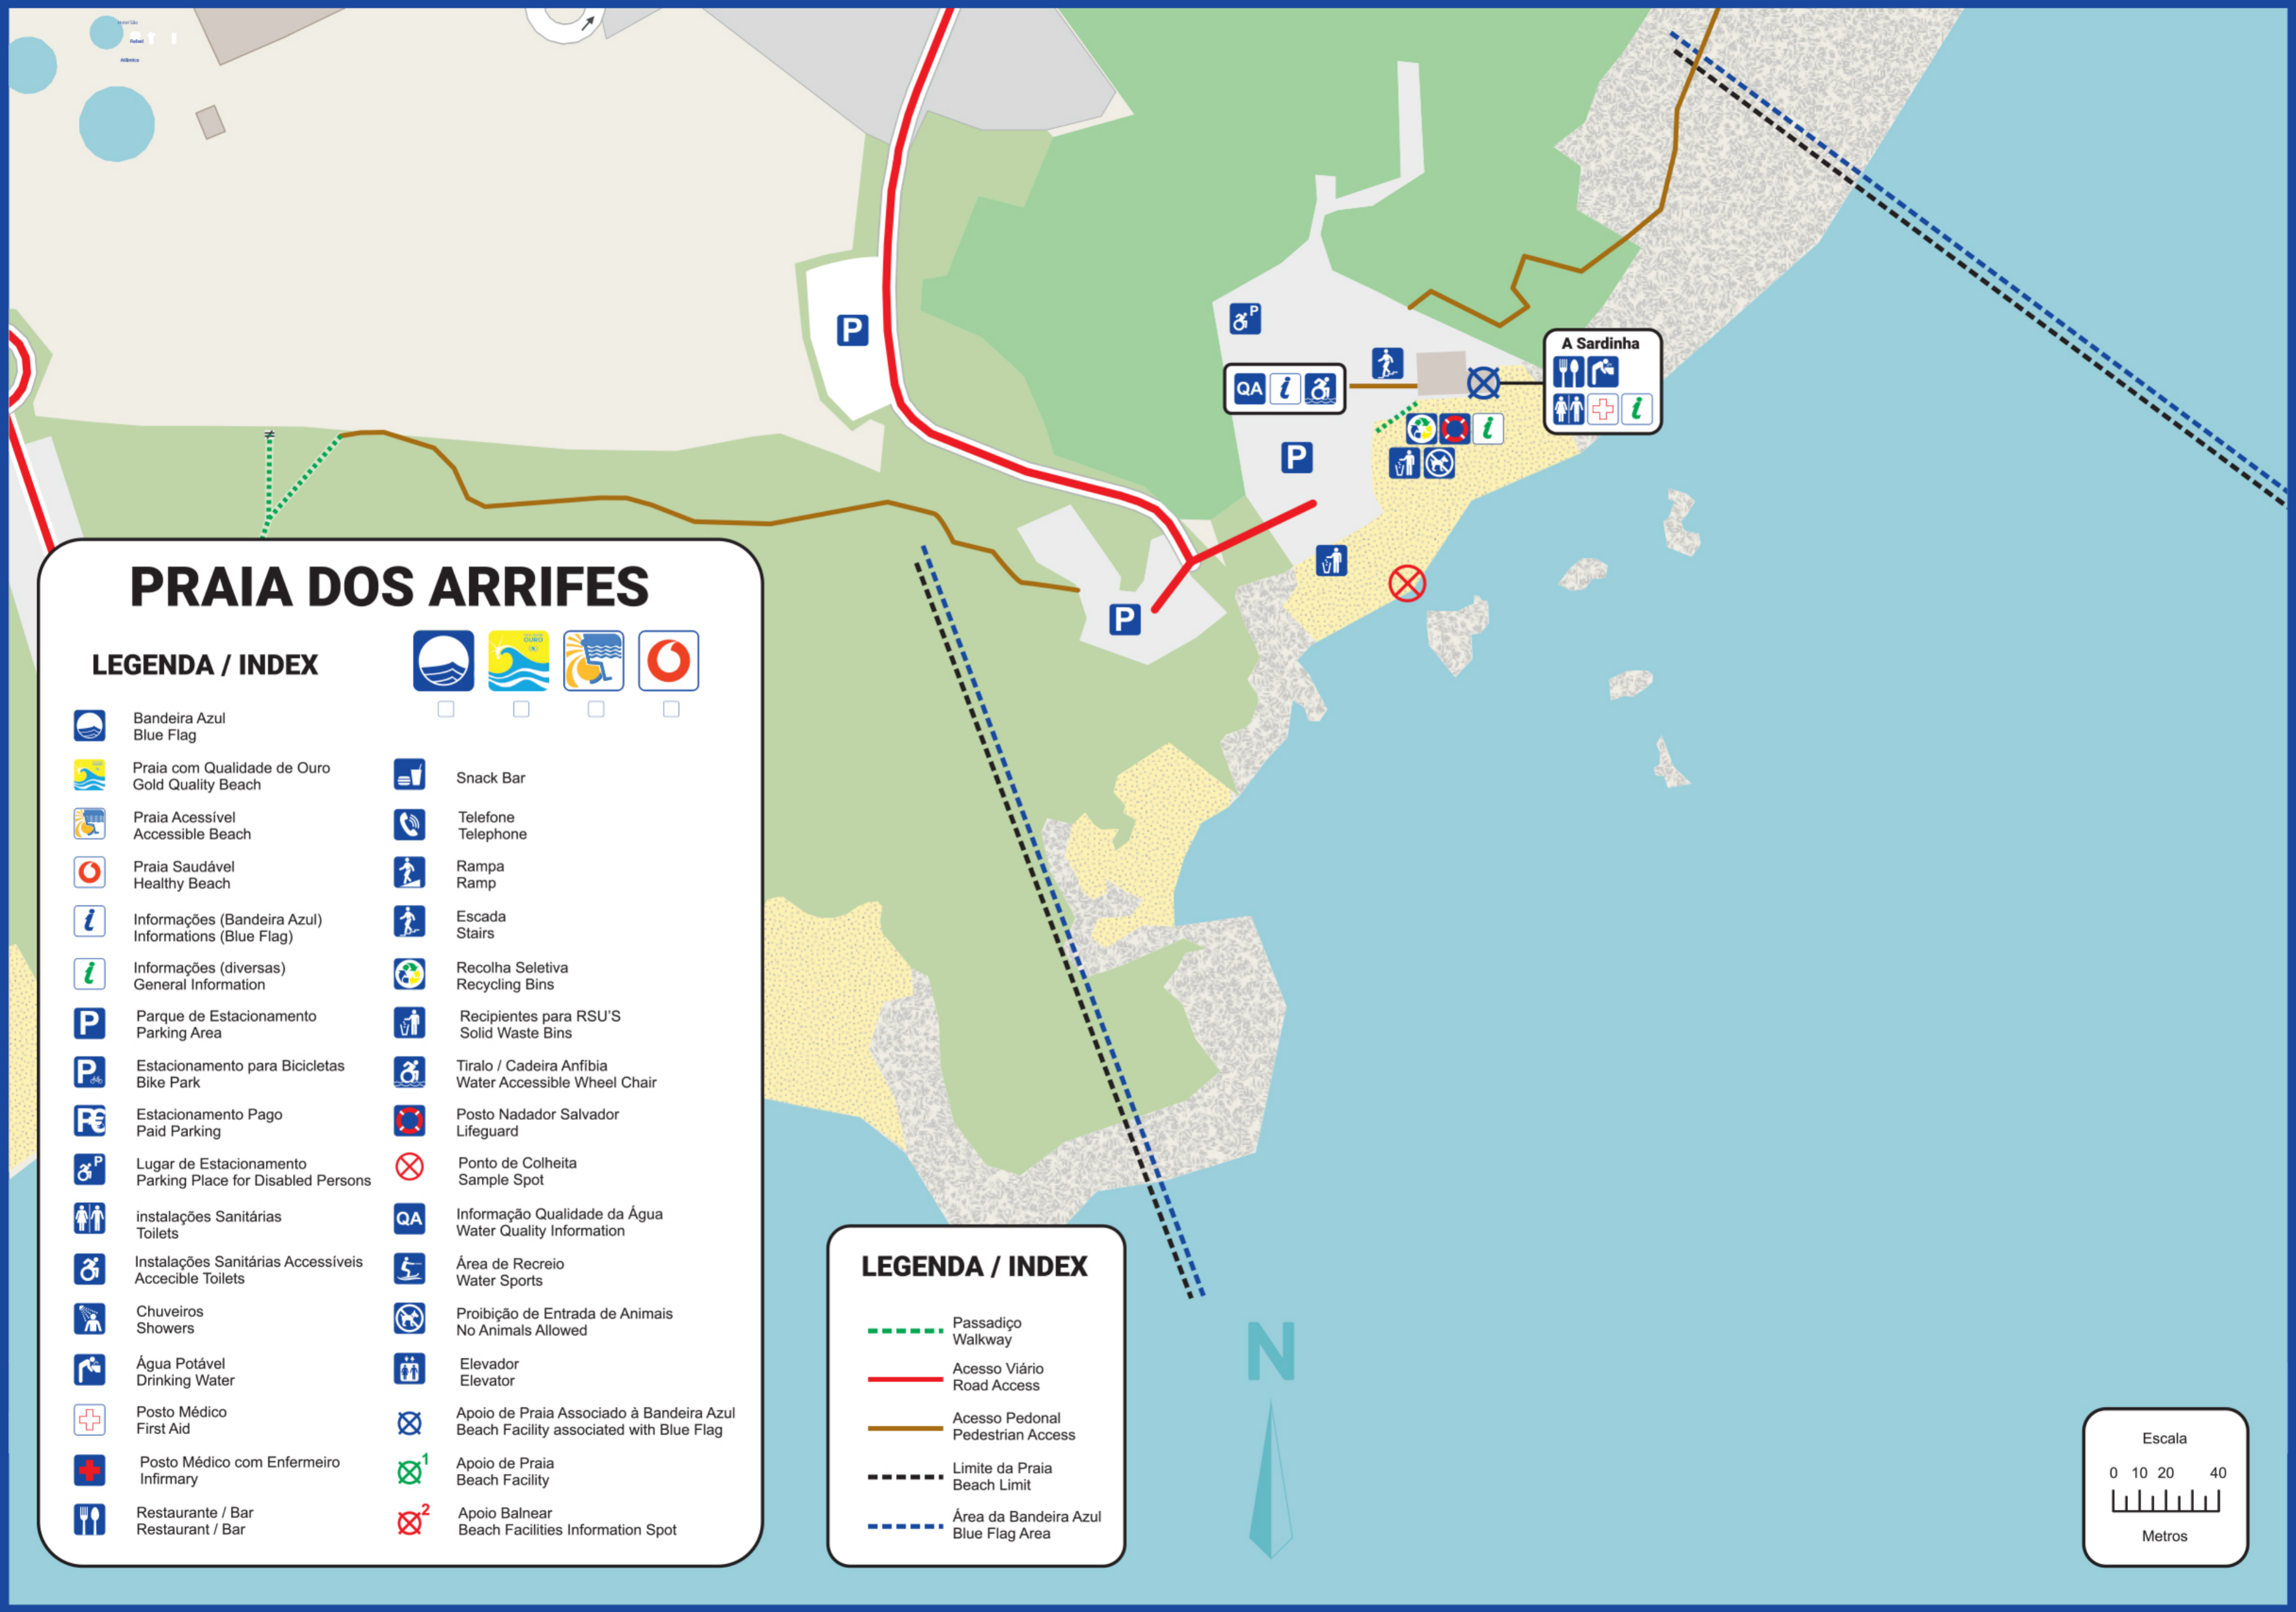 Hotel São
Rafael
Atlântico
P
P
QA i
A Sardinha
i
i
P
P
PRAIA DOS ARRIFES
LEGENDA / INDEX
OURO
Bandeira Azul
Blue Flag
Praia com Qualidade de Ouro
Gold Quality Beach
Praia Acessível
Accessible Beach
Praia Saudável
Healthy Beach
i
Informações (Bandeira Azul)
Informations (Blue Flag)
i
Informações (diversas)
General Information
P
Parque de Estacionamento
Parking Area
P
Estacionamento para Bicicletas
Bike Park
P€
Estacionamento Pago
Paid Parking
P
Lugar de Estacionamento
Parking Place for Disabled Persons
instalações Sanitárias
Toilets
Instalações Sanitárias Accessíveis
Accecible Toilets
Chuveiros
Showers
Água Potável
Drinking Water
Posto Médico
First Aid
Posto Médico com Enfermeiro
Infirmary
Restaurante / Bar
Restaurant / Bar
Snack Bar
Telefone
Telephone
Rampa
Ramp
Escada
Stairs
Recolha Seletiva
Recycling Bins
Recipientes para RSU'S
Solid Waste Bins
Tiralo / Cadeira Anfíbia
Water Accessible Wheel Chair
Posto Nadador Salvador
Lifeguard
Ponto de Colheita
Sample Spot
QA
Informação Qualidade da Água
Water Quality Information
Área de Recreio
Water Sports
Proibição de Entrada de Animais
No Animals Allowed
Elevador
Elevator
Apoio de Praia Associado à Bandeira Azul
Beach Facility associated with Blue Flag
1
Apoio de Praia
Beach Facility
2
Apoio Balnear
Beach Facilities Information Spot
LEGENDA / INDEX
Passadiço
Walkway
Acesso Viário
Road Access
Acesso Pedonal
Pedestrian Access
Limite da Praia
Beach Limit
Área da Bandeira Azul
Blue Flag Area
N
Escala
0 10 20 40
Metros